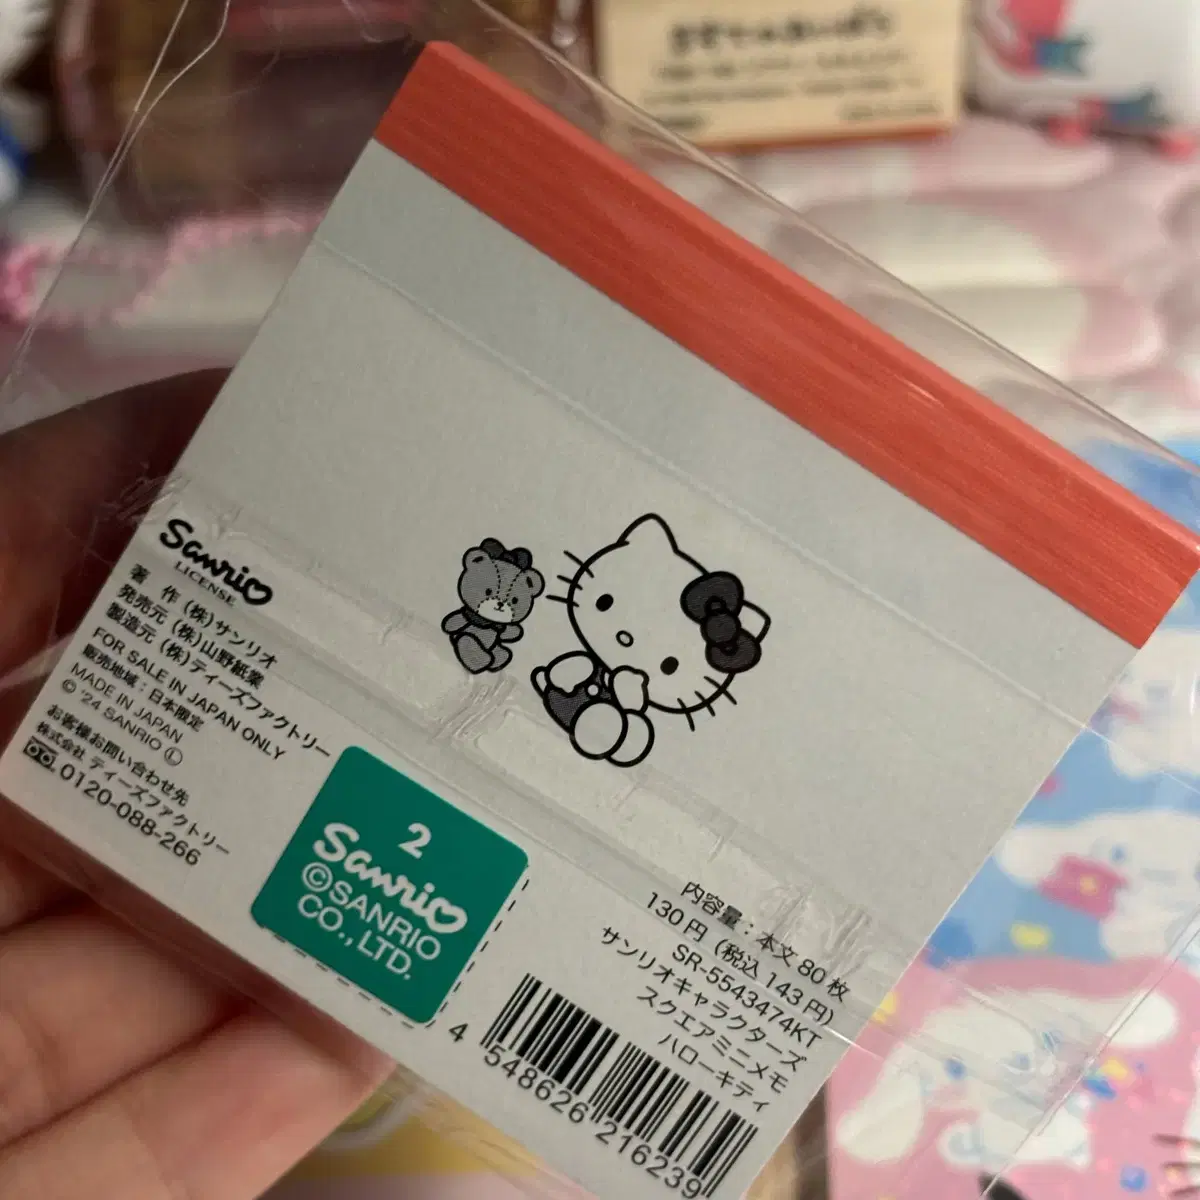 Sanrio
LICENSE
著　作 (株)サンリオ
発売元 (株)山野紙業
製造元 (株)ティーズファクトリー
FOR SALE IN JAPAN ONLY
販売地域：日本限定
MADE IN JAPAN
© '24 SANRIO Ⓛ
お客様お問い合わせ先
株式会社 ティーズファクトリー
0120-088-266
2
Sanrio
©SANRIO
CO., LTD.
内容量：本文 80 枚
130 円 (税込 143 円)
SR-5543474KT
サンリオキャラクターズ
スクエアミニメモ
ハローキティ
4 548626 216239